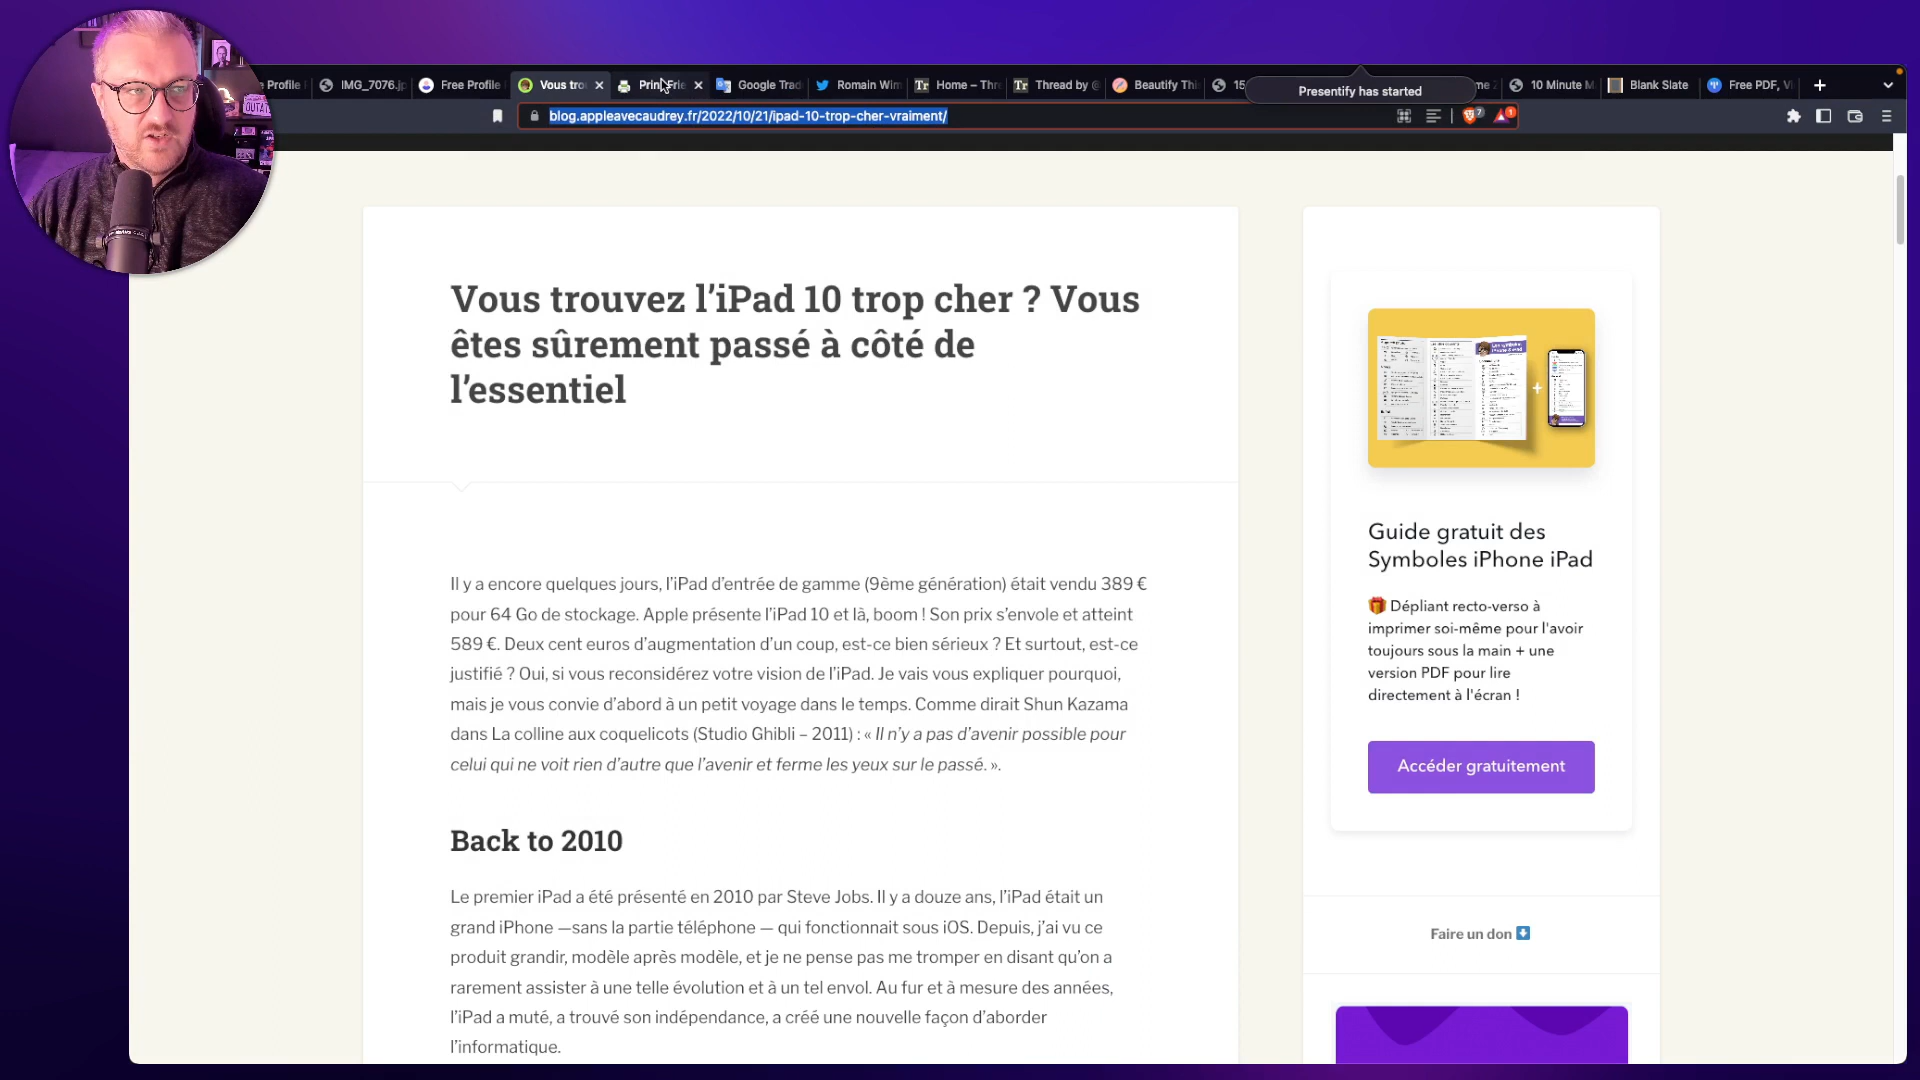 e Profile
IMG_7076.jp
Free Profile
Vous trou
Print Frie
Google Trad
Romain Wim
Home – Thr
Thread by @
Beautify Thi
15
me 2
10 Minute M
Blank Slate
Free PDF, Vi
Presentify has started
blog.appleavecaudrey.fr/2022/10/21/ipad-10-trop-cher-vraiment/
7
1
Vous trouvez l’iPad 10 trop cher ? Vous
êtes sûrement passé à côté de
l’essentiel
Il y a encore quelques jours, l’iPad d’entrée de gamme (9ème génération) était vendu 389 €
pour 64 Go de stockage. Apple présente l’iPad 10 et là, boom ! Son prix s’envole et atteint
589 €. Deux cent euros d’augmentation d’un coup, est-ce bien sérieux ? Et surtout, est-ce
justifié ? Oui, si vous reconsidérez votre vision de l’iPad. Je vais vous expliquer pourquoi,
mais je vous convie d’abord à un petit voyage dans le temps. Comme dirait Shun Kazama
dans La colline aux coquelicots (Studio Ghibli – 2011) : « Il n’y a pas d’avenir possible pour
celui qui ne voit rien d’autre que l’avenir et ferme les yeux sur le passé. ».
Back to 2010
Le premier iPad a été présenté en 2010 par Steve Jobs. Il y a douze ans, l’iPad était un
grand iPhone —sans la partie téléphone — qui fonctionnait sous iOS. Depuis, j’ai vu ce
produit grandir, modèle après modèle, et je ne pense pas me tromper en disant qu’on a
rarement assister à une telle évolution et à un tel envol. Au fur et à mesure des années,
l’iPad a muté, a trouvé son indépendance, a créé une nouvelle façon d’aborder
l’informatique.
Guide gratuit des
Symboles iPhone iPad
🎁 Dépliant recto-verso à
imprimer soi-même pour l'avoir
toujours sous la main + une
version PDF pour lire
directement à l'écran !
Accéder gratuitement
Faire un don ⬇️